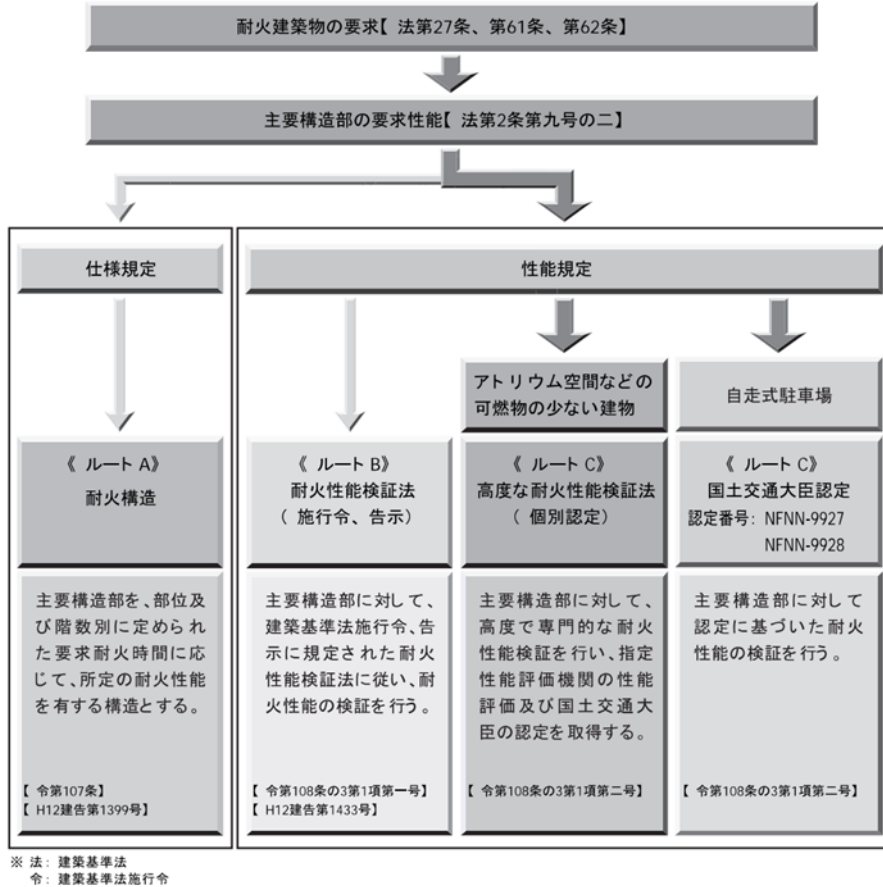 耐火建築物の要求【 法第27条、第61条、第62条】
主要構造部の要求性能【 法第2条第九号の二】
仕様規定
性能規定
アトリウム空間などの
可燃物の少ない建物
自走式駐車場
《 ルート A》
耐火構造
《 ルート B》
耐火性能検証法
( 施行令、告示)
《 ルート C》
高度な耐火性能検証法
( 個別認定)
《 ルート C》
国土交通大臣認定
認定番号: NFNN-9927
NFNN-9928
主要構造部を、部位及
び階数別に定められ
た要求耐火時間に応
じて、所定の耐火性能
を有する構造とする。
【 令第107条】
【 H12建告第1399号】
主要構造部に対して、
建築基準法施行令、告
示に規定された耐火
性能検証法に従い、耐
火性能の検証を行う。
【 令第108条の3第1項第一号】
【 H12建告第1433号】
主要構造部に対して、
高度で専門的な耐火
性能検証を行い、指定
性能評価機関の性能
評価及び国土交通大
臣の認定を取得する。
【 令第108条の3第1項第二号】
主要構造部に対して
認定に基づいた耐火
性能の検証を行う。
【 令第108条の3第1項第二号】
※ 法: 建築基準法
令: 建築基準法施行令